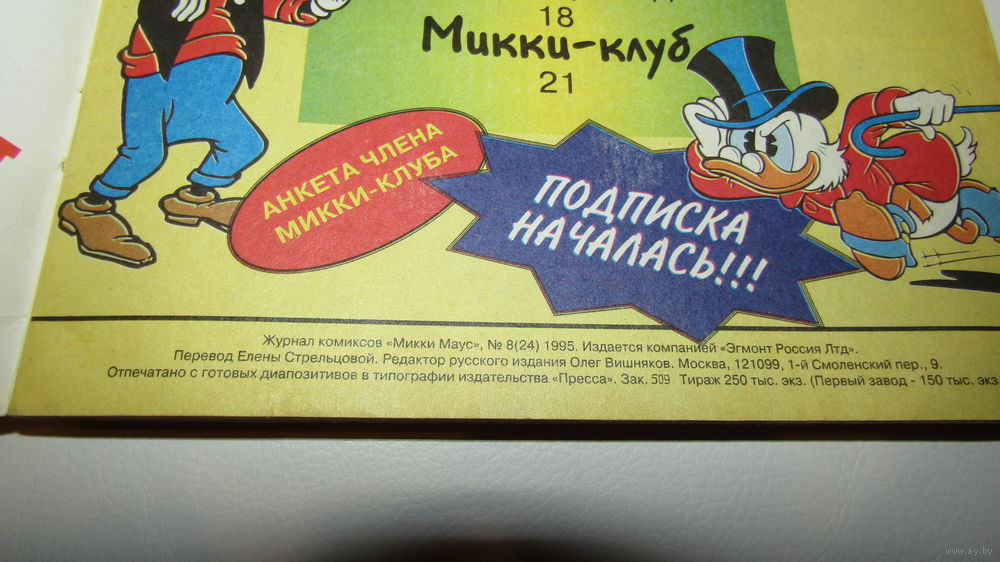 18
Микки-клуб
21
АНКЕТА ЧЛЕНА
МИККИ-КЛУБА
ПОДПИСКА
НАЧАЛАСЬ!!!
Журнал комиксов «Микки Маус», № 8(24) 1995. Издается компанией «Эгмонт Россия Лтд».
Перевод Елены Стрельцовой. Редактор русского издания Олег Вишняков. Москва, 121099, 1-й Смоленский пер., 9.
Отпечатано с готовых диапозитивов в типографии издательства «Пресса». Зак. 509 Тираж 250 тыс. экз. (Первый завод - 150 тыс. экз
www.ay.by